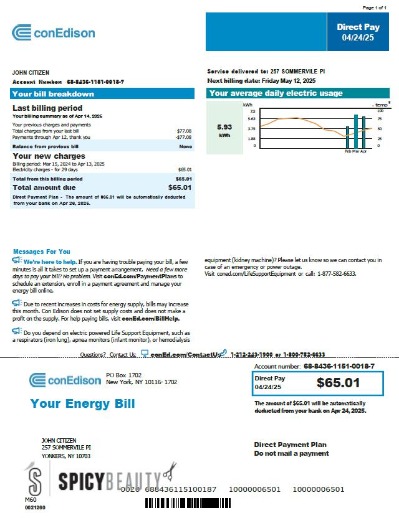 Page 1 of 1
conEdison
Direct Pay
04/24/25
JOHN CITIZEN
Account Number: 68-8436-1151-0018-7
Service delivered to: 257 SOMMERVILE Pl
Next billing date: Friday May 12, 2025
Your bill breakdown
Your average daily electric usage
Last billing period
Your billing summary as of Apr 14, 2025
Your previous charges and payments
Total charges from your last bill $77.08
Payments through Apr 12, thank you -$77.08
Balance from previous bill None
Your new charges
Billing period: Mar 15, 2024 to Apr 13, 2025
Electricity charges - for 29 days $65.01
Total from this billing period $65.01
Total amount due $65.01
Direct Payment Plan - The amount of $65.01 will be automatically deducted
from your bank on Apr 28, 2025.
5.93
kWh
kWh
temp
Feb Mar Apr
Messages For You
We're here to help. If you are having trouble paying your bill, a few
minutes is all it takes to set up a payment arrangement. Need a few more
days to pay your bill? No problem. Visit conEd.com/PaymentPlans to
schedule an extension, enroll in a payment agreement and manage your
energy bill online.
Due to recent increases in costs for energy supply, bills may increase
this month. Con Edison does not set supply costs and does not make a
profit on the supply. For help paying bills, visit conEd.com/BillHelp.
Do you depend on electric powered Life Support Equipment, such as
a respirators (iron lung), apnea monitors (infant monitor), or hemodialysis
equipment (kidney machine)? Please let us know so we can contact you in
case of an emergency or power outage.
Visit coned.com/LifeSupportEquipment or call: 1-877-582-6633.
Questions? Contact Us conEd.com/ContactUs 1-212-243-1900 or 1-800-752-6633
conEdison
PO Box 1702
New York, NY 10116- 1702
Account number: 68-8436-1151-0018-7
Direct Pay
04/24/25
$65.01
Your Energy Bill
The amount of $65.01 will be automatically
deducted from your bank on Apr 24, 2025.
JOHN CITIZEN
257 SOMMERVILE Pl
YONKERS, NY 10703
Direct Payment Plan
Do not mail a payment
SPICYBEAUTY
0020 688436115100187 10000006501 10000006501
M60
0021200